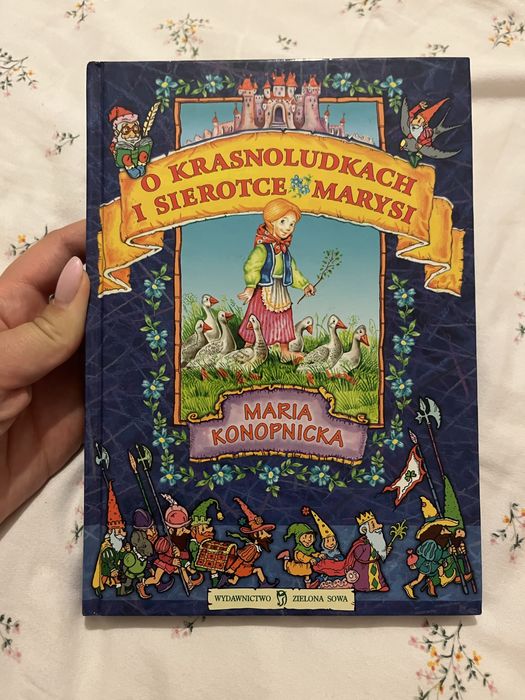 O KRASNOLUDKACH
I SIEROTCE MARYSI
MARIA
KONOPNICKA
WYDAWNICTWO ZIELONA SOWA